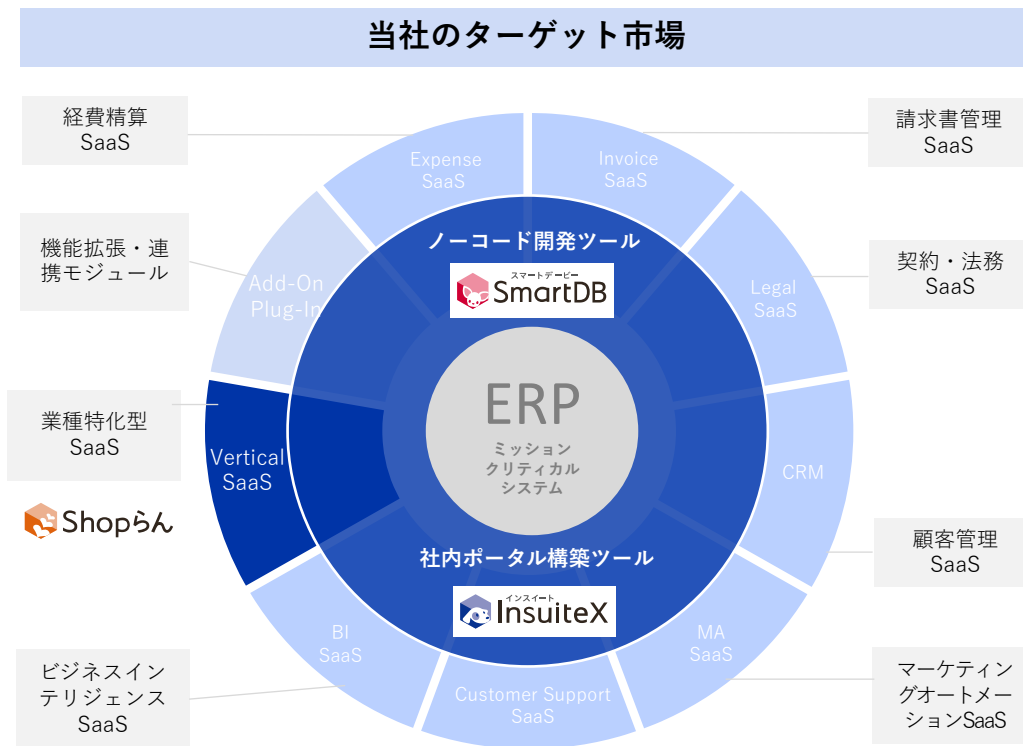 当社のターゲット市場
経費精算
SaaS
請求書管理
SaaS
Expense
SaaS
Invoice
SaaS
機能拡張・連
携モジュール
Add-On
Plug-In
ノーコード開発ツール
スマートデービー
SmartDB
契約・法務
SaaS
Legal
SaaS
ERP
ミッション
クリティカル
システム
業種特化型
SaaS
Vertical
SaaS
CRM
Shopらん
顧客管理
SaaS
社内ポータル構築ツール
インスイート
InsuiteX
BI
SaaS
MA
SaaS
Customer Support
SaaS
ビジネスイン
テリジェンス
SaaS
マーケティン
グオートメー
ションSaaS